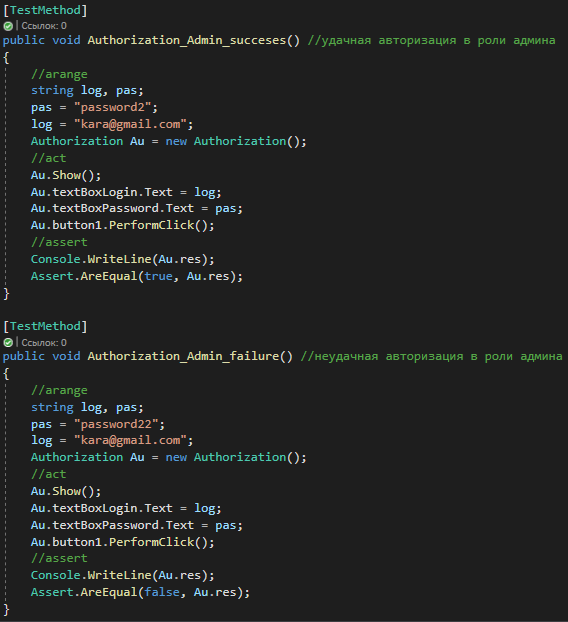 [TestMethod]
| Ссылок: 0
public void Authorization_Admin_succeses() //удачная авторизация в роли админа
{
//arange
string log, pas;
pas = "password2";
log = "kara@gmail.com";
Authorization Au = new Authorization();
//act
Au.Show();
Au.textBoxLogin.Text = log;
Au.textBoxPassword.Text = pas;
Au.button1.PerformClick();
//assert
Console.WriteLine(Au.res);
Assert.AreEqual(true, Au.res);
}
[TestMethod]
| Ссылок: 0
public void Authorization_Admin_failure() //неудачная авторизация в роли админа
{
//arange
string log, pas;
pas = "password22";
log = "kara@gmail.com";
Authorization Au = new Authorization();
//act
Au.Show();
Au.textBoxLogin.Text = log;
Au.textBoxPassword.Text = pas;
Au.button1.PerformClick();
//assert
Console.WriteLine(Au.res);
Assert.AreEqual(false, Au.res);
}